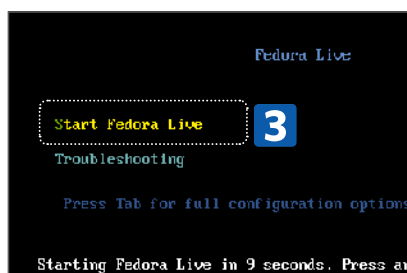 Fedora Live
Start Fedora Live
3
Troubleshooting
Press Tab for full configuration options
Starting Fedora Live in 9 seconds. Press